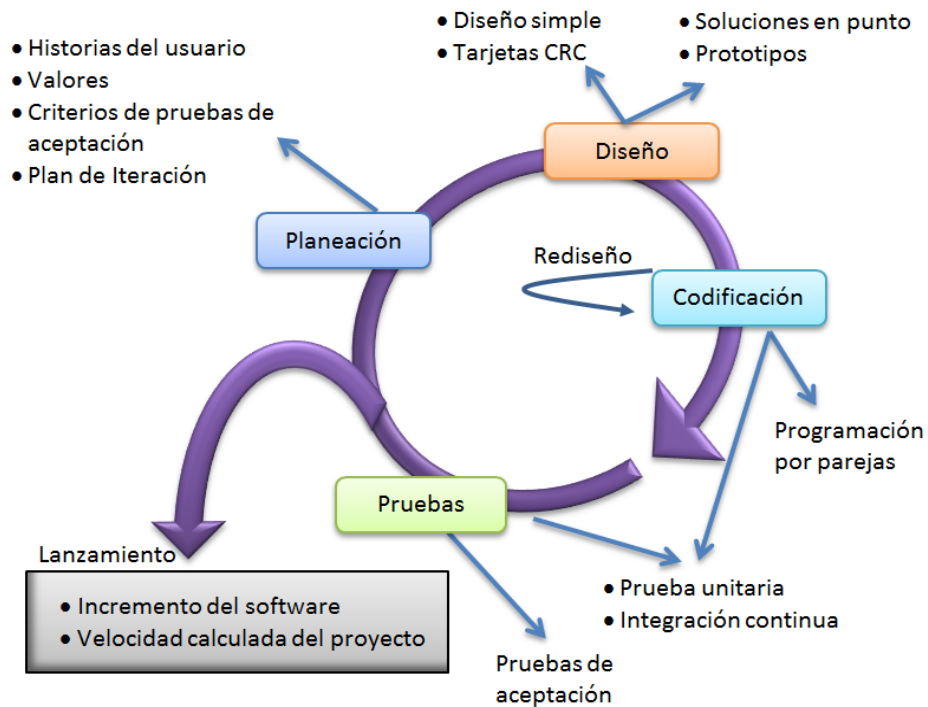 • Historias del usuario
• Valores
• Criterios de pruebas de
aceptación
• Plan de Iteración
• Diseño simple
• Tarjetas CRC
• Soluciones en punto
• Prototipos
Diseño
Planeación
Rediseño
Codificación
Programación
por parejas
Pruebas
Lanzamiento
• Incremento del software
• Velocidad calculada del proyecto
• Prueba unitaria
• Integración continua
Pruebas de
aceptación